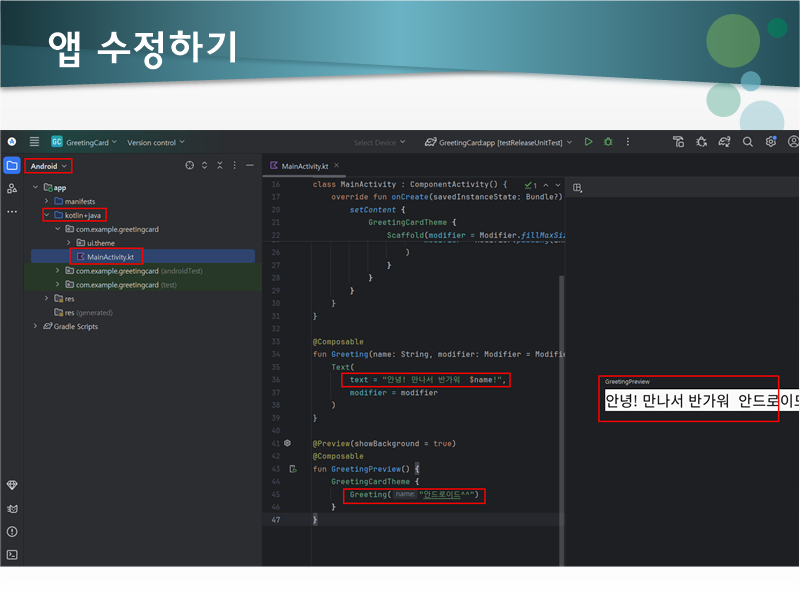 앱 수정하기
GC GreetingCard Version control Select Device GreetingCard:app [testReleaseUnitTest]
Android
app
manifests
kotlin+java
com.example.greetingcard
ui.theme
MainActivity.kt
com.example.greetingcard (androidTest)
com.example.greetingcard (test)
res
res (generated)
Gradle Scripts
MainActivity.kt
16 class MainActivity : ComponentActivity() {
1
17 override fun onCreate(savedInstanceState: Bundle?)
20 setContent {
21 GreetingCardTheme {
22 Scaffold(modifier = Modifier.fillMaxSiz
26 )
27 }
28 }
29 }
30 }
31 }
32
33 @Composable
34 fun Greeting(name: String, modifier: Modifier = Modifie
35 Text(
36 text = "안녕! 만나서 반가워 $name!",
37 modifier = modifier
38 )
39 }
40
41 @Preview(showBackground = true)
42 @Composable
43 fun GreetingPreview() {
44 GreetingCardTheme {
45 Greeting( name: "안드로이드^^")
46 }
47 }
GreetingPreview
안녕! 만나서 반가워 안드로이드